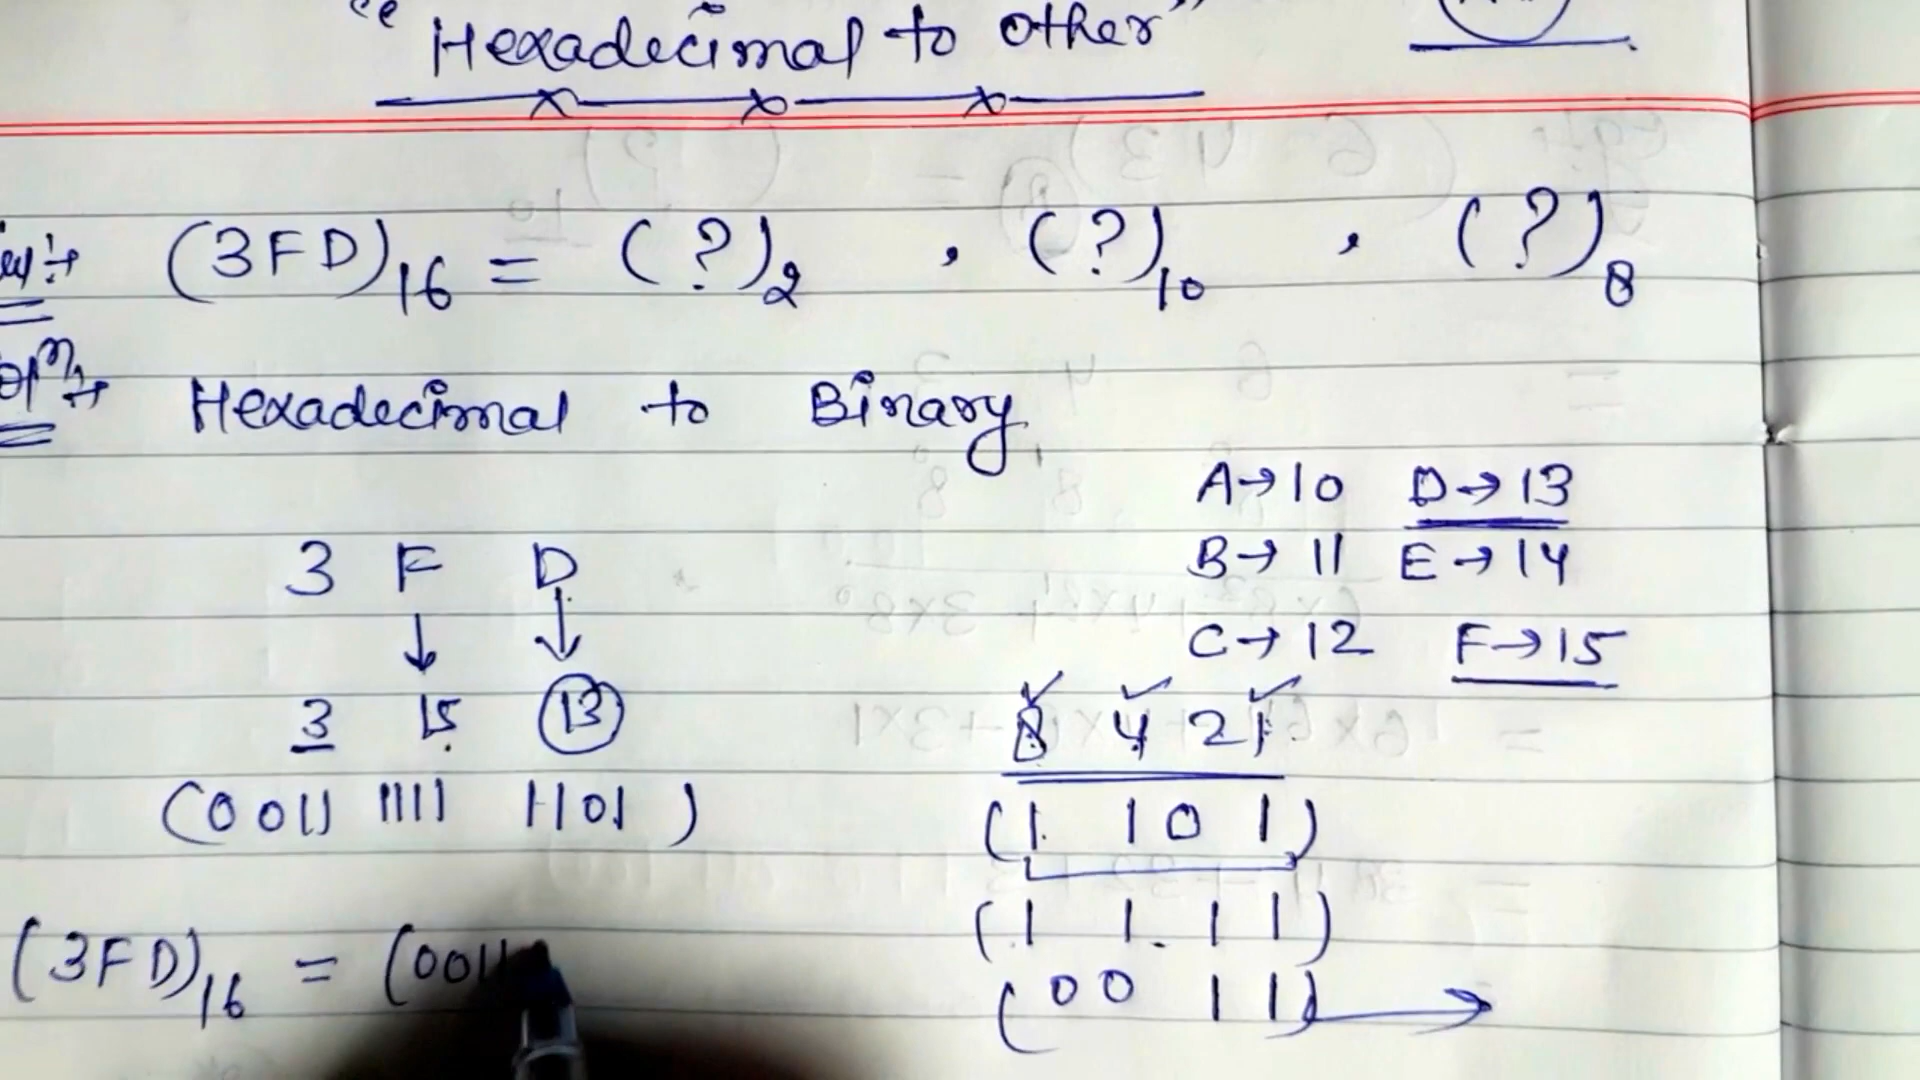 "Hexadecimal to other"
(3FD)16 = (?)2 , (?)10 , (?)8
Hexadecimal to Binary
A→10 D→13
B→11 E→14
C→12 F→15
3 F D
↓ ↓
3 15 13
(0011 1111 1101)
8 4 2 1
(1 1 0 1)
(1 1 1 1)
(0 0 1 1)→
(3FD)16 = (0011